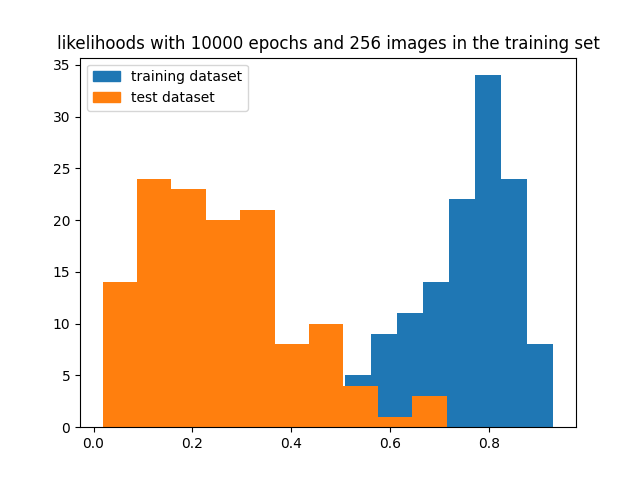 likelihoods with 10000 epochs and 256 images in the training set
training dataset
test dataset
35
30
25
20
15
10
5
0
0.0 0.2 0.4 0.6 0.8